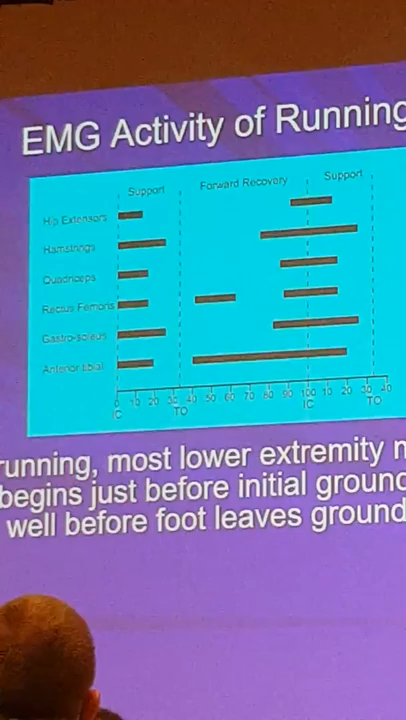 EMG Activity of Running
Support Forward Recovery Support
Hip Extensors
Hamstrings
Quadriceps
Rectus Femoris
Gastro-soleus
Anterior tibial
0 10 20 30 40 50 60 70 80 90 100 10 20 30 40
IC TO IC TO
running, most lower extremity
begins just before initial ground
well before foot leaves ground